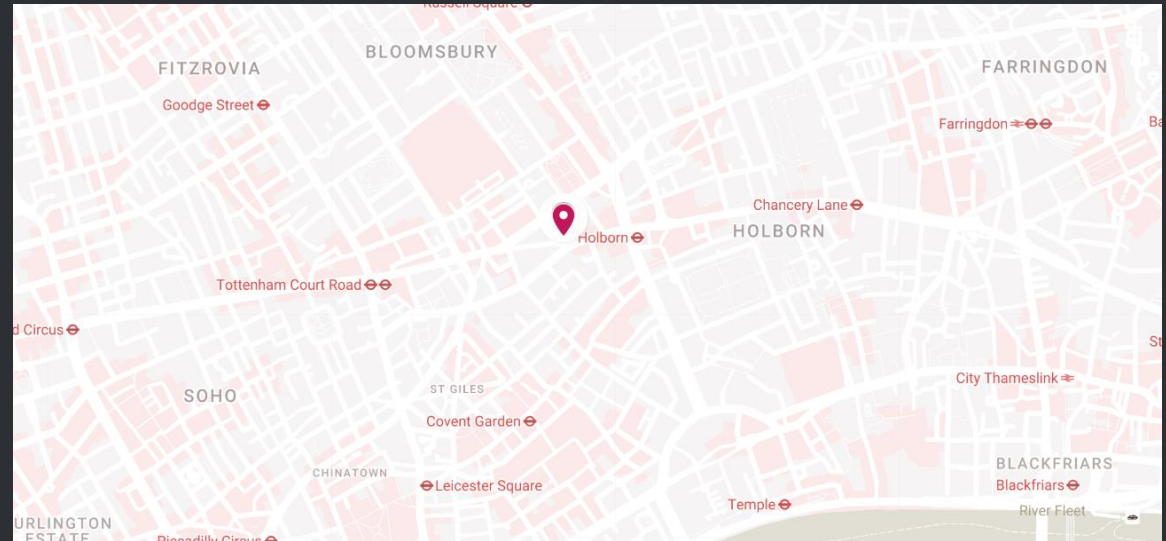 Russell Square
BLOOMSBURY
FITZROVIA
FARRINGDON
Goodge Street
Farringdon
Ba
Chancery Lane
HOLBORN
Holborn
Tottenham Court Road
d Circus
St
City Thameslink
ST GILES
SOHO
Covent Garden
BLACKFRIARS
CHINATOWN
Leicester Square
Blackfriars
Temple
River Fleet
URLINGTON
ESTATE
Piccadilly Circus